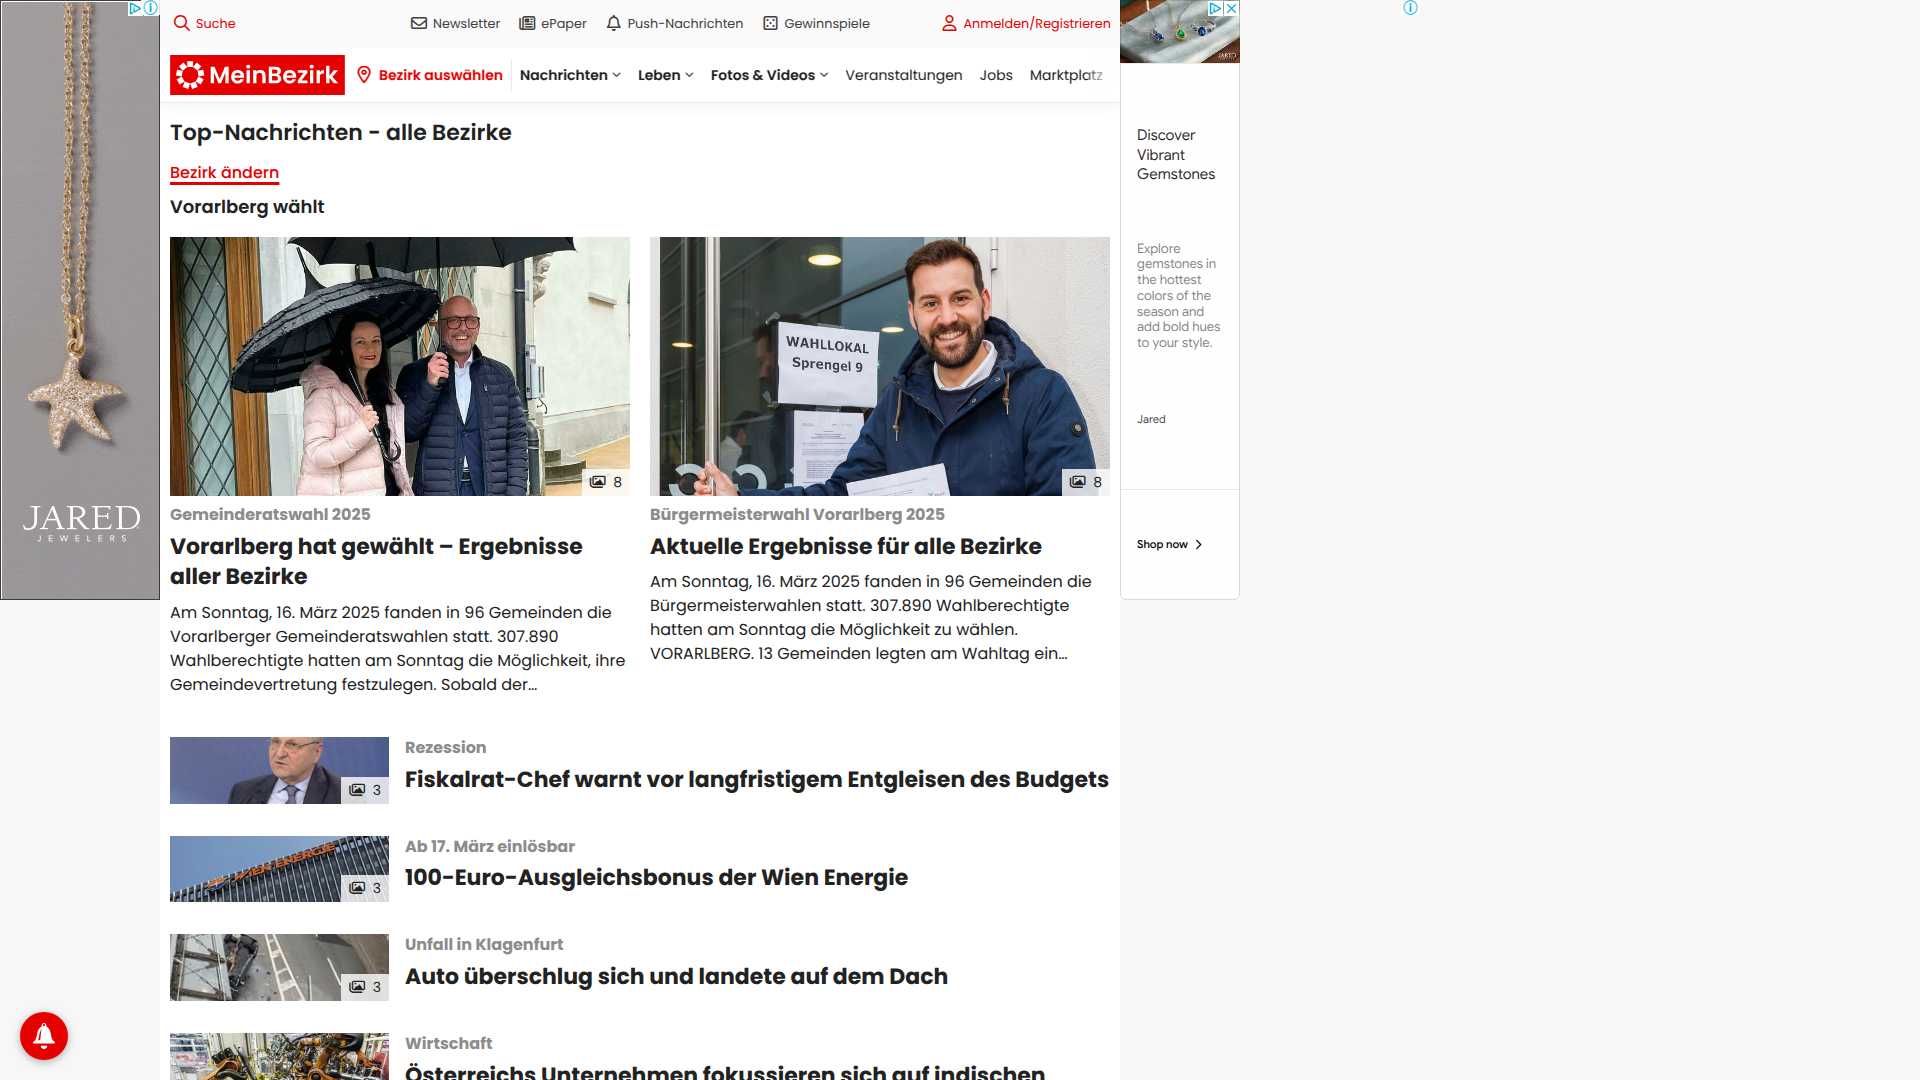 Suche
Newsletter
ePaper
Push-Nachrichten
Gewinnspiele
Anmelden/Registrieren
MeinBezirk
Bezirk auswählen
Nachrichten
Leben
Fotos & Videos
Veranstaltungen
Jobs
Marktplatz
Top-Nachrichten - alle Bezirke
Bezirk ändern
Vorarlberg wählt
WAHLLOKAL
Sprengel 9
8
8
Gemeinderatswahl 2025
Vorarlberg hat gewählt – Ergebnisse
aller Bezirke
Am Sonntag, 16. März 2025 fanden in 96 Gemeinden die
Vorarlberger Gemeinderatswahlen statt. 307.890
Wahlberechtigte hatten am Sonntag die Möglichkeit, ihre
Gemeindevertretung festzulegen. Sobald der...
Bürgermeisterwahl Vorarlberg 2025
Aktuelle Ergebnisse für alle Bezirke
Am Sonntag, 16. März 2025 fanden in 96 Gemeinden die
Bürgermeisterwahlen statt. 307.890 Wahlberechtigte
hatten am Sonntag die Möglichkeit zu wählen.
VORARLBERG. 13 Gemeinden legten am Wahltag ein...
3
Rezession
Fiskalrat-Chef warnt vor langfristigem Entgleisen des Budgets
WIEN ENERGIE
3
Ab 17. März einlösbar
100-Euro-Ausgleichsbonus der Wien Energie
3
Unfall in Klagenfurt
Auto überschlug sich und landete auf dem Dach
Wirtschaft
Österreichs Unternehmen fokussieren sich auf indischen
JARED
JEWELERS
JARED
Discover
Vibrant
Gemstones
Explore
gemstones in
the hottest
colors of the
season and
add bold hues
to your style.
Jared
Shop now